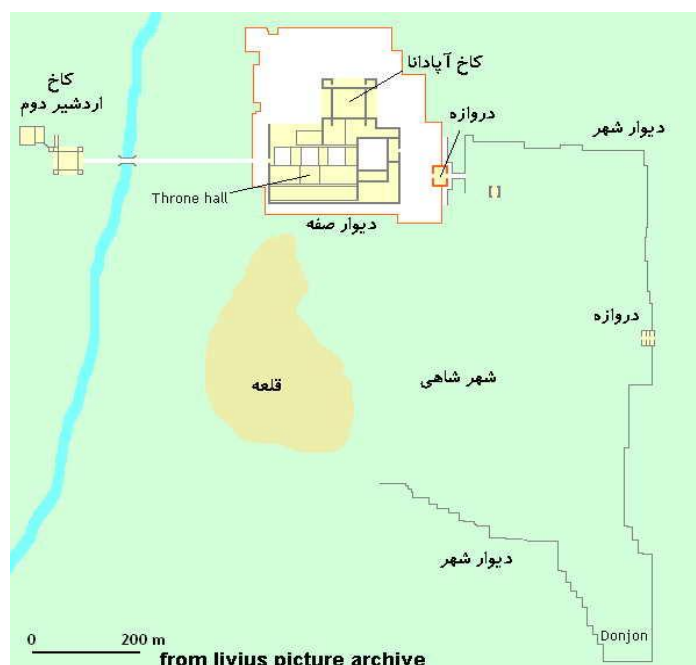 کاخ آپادانا
کاخ
اردشیر دوم
دروازه
دیوار شهر
Throne hall
دیوار صفه
دروازه
قلعه
شهر شاهی
دیوار شهر
Donjon
0 200 m
from livius picture archive